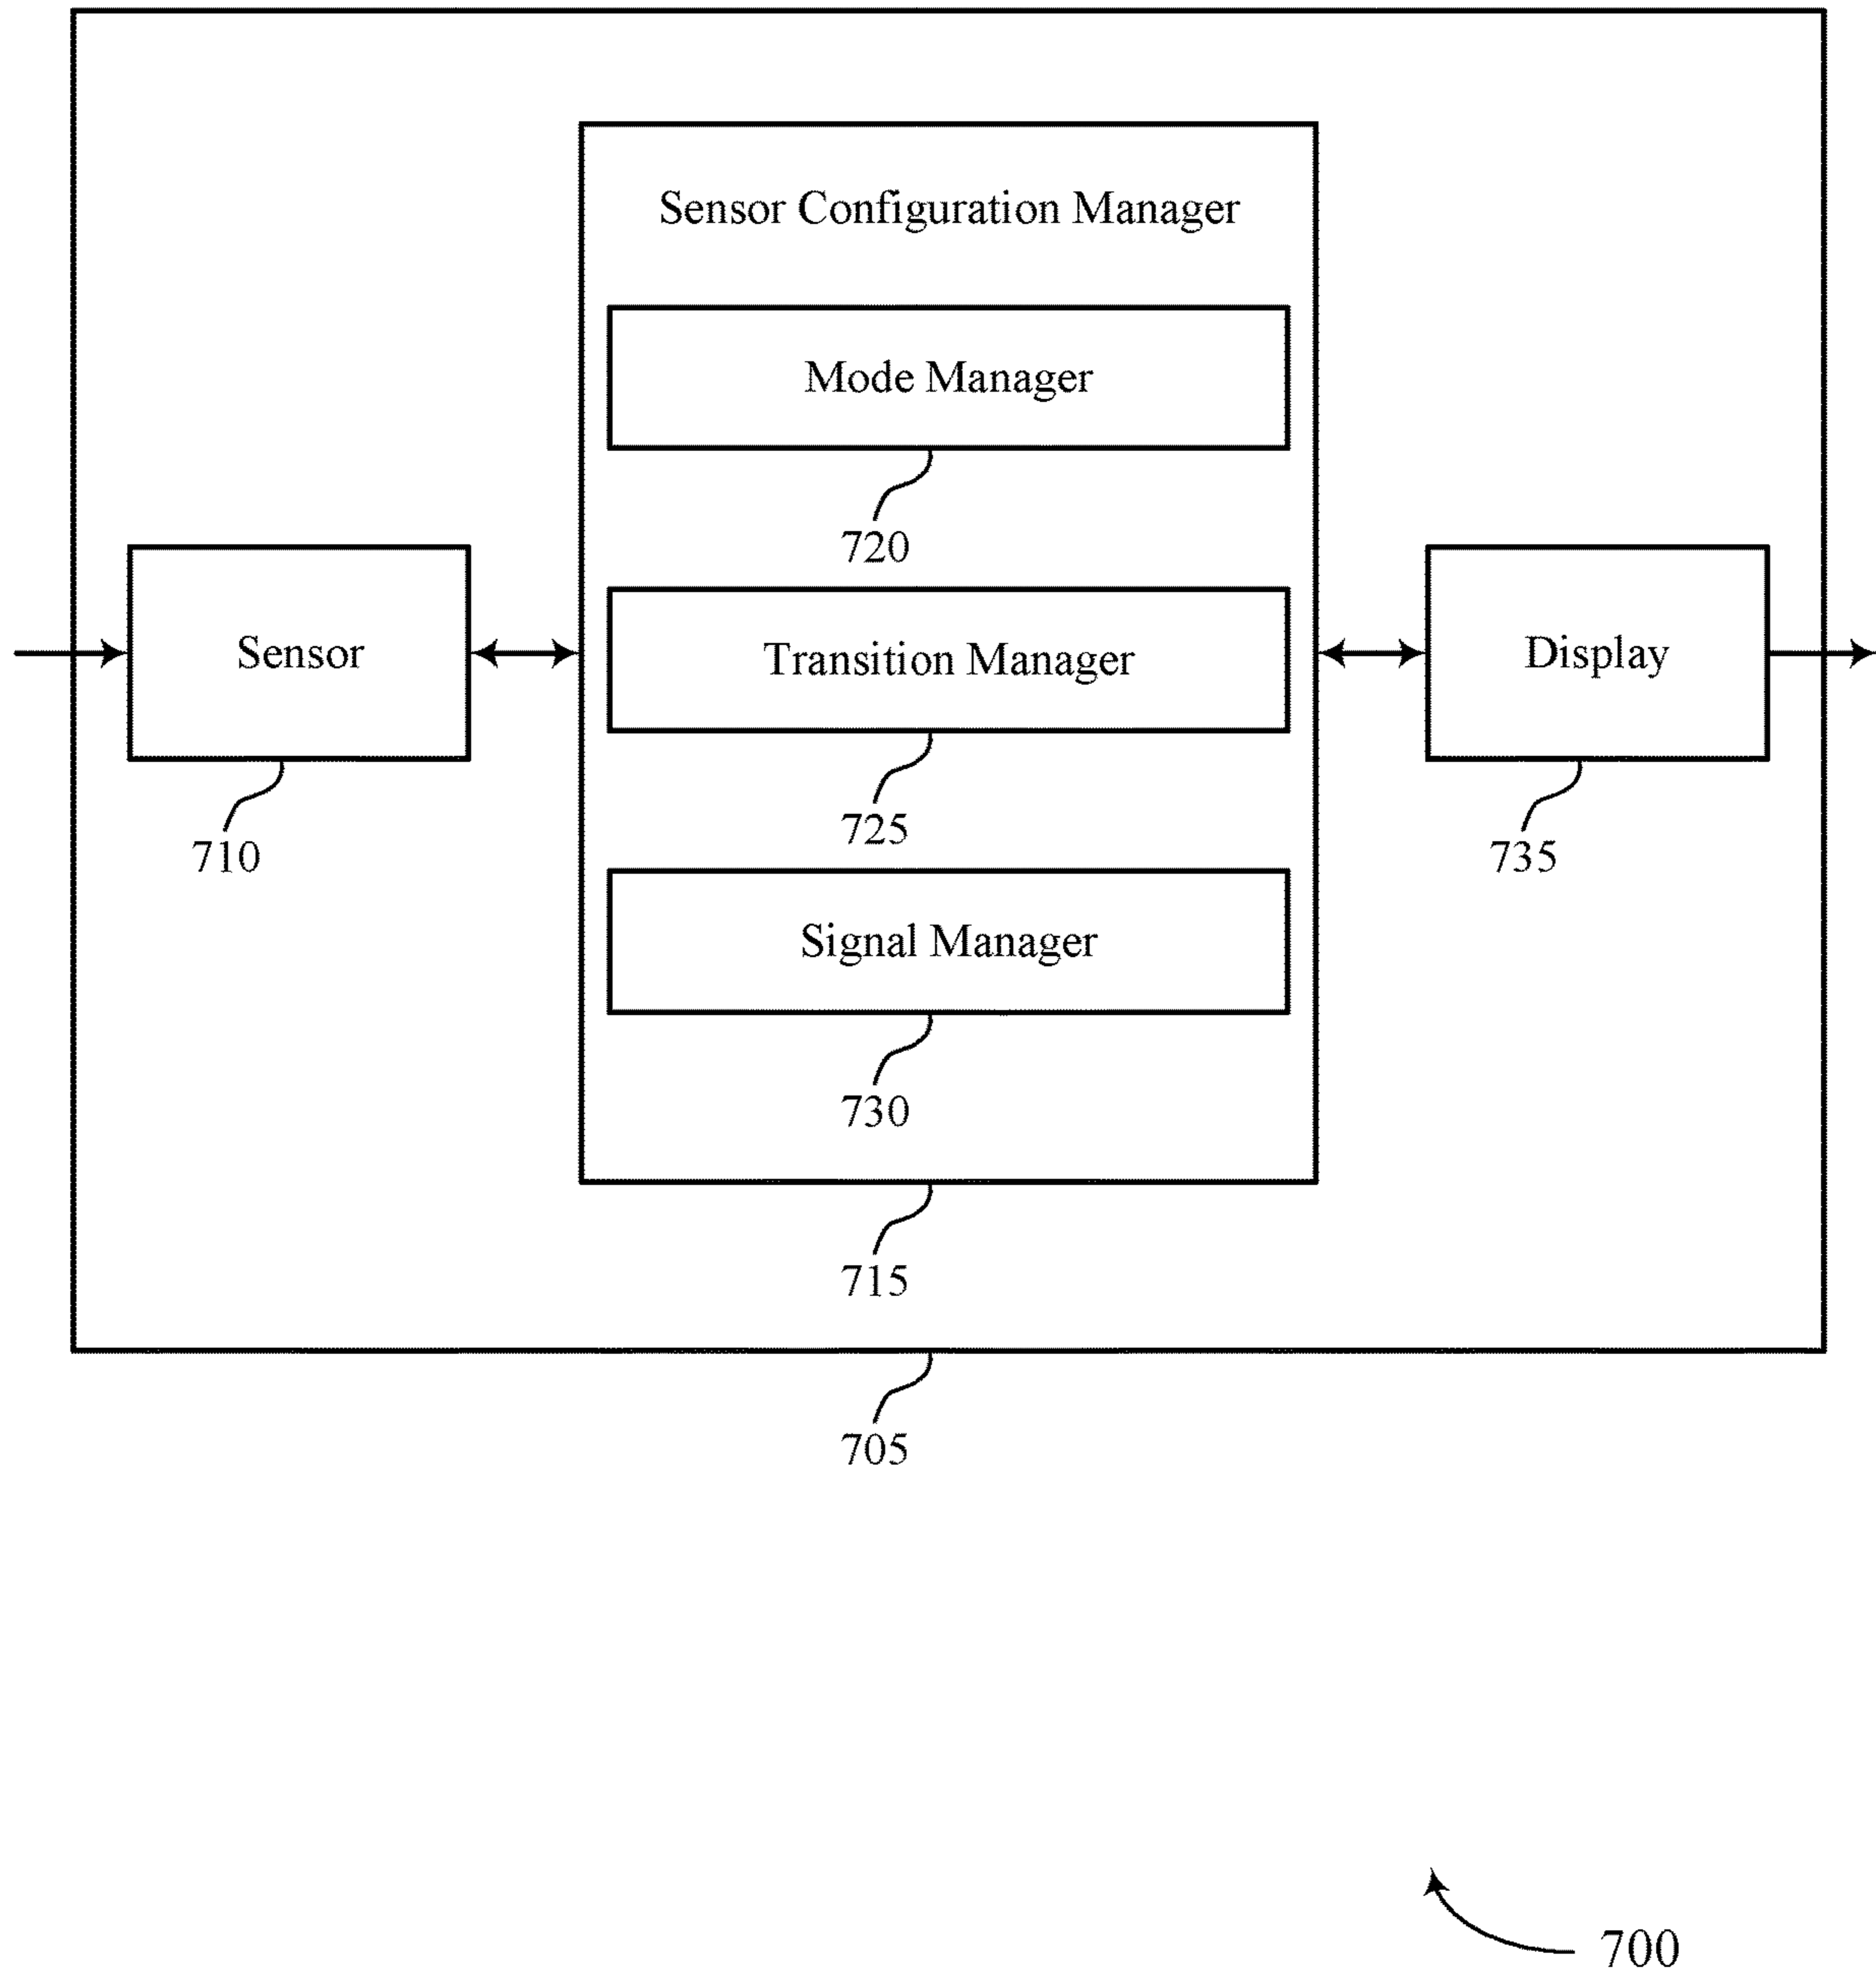 Sensor Configuration Manager
Mode Manager
720
Sensor
Transition Manager
Display
710
725
735
Signal Manager
730
715
705
700